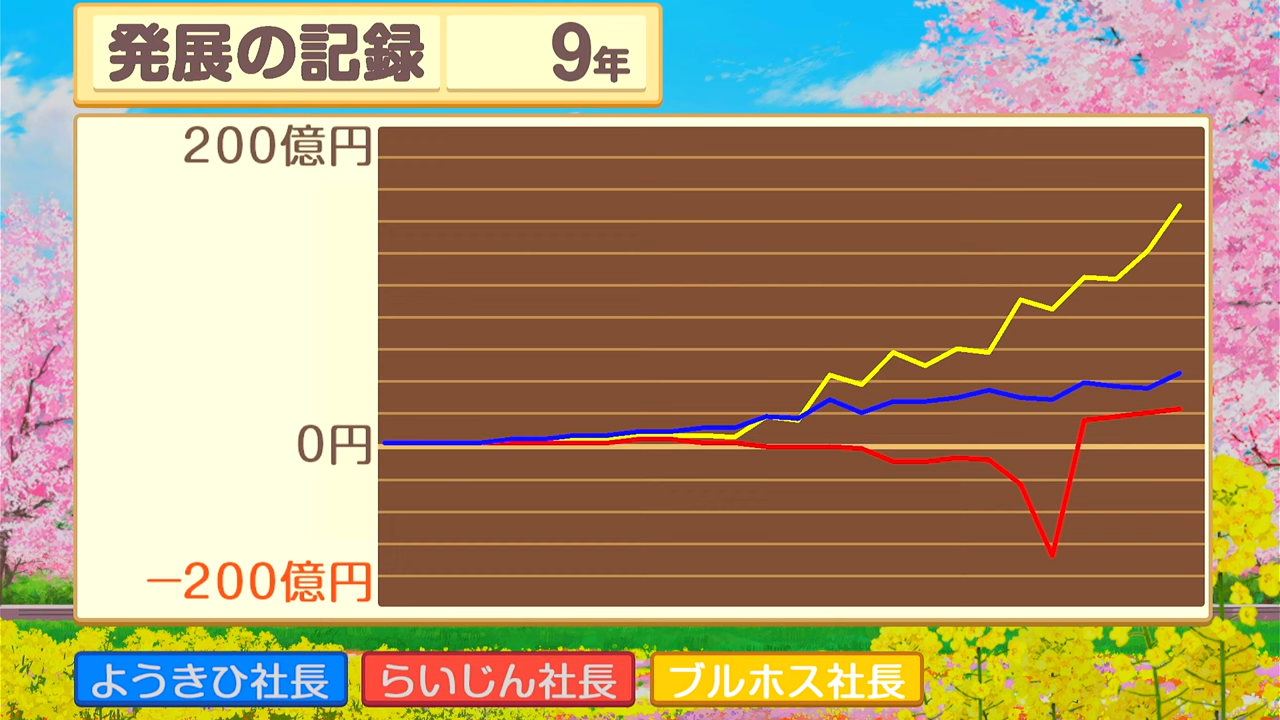 発展の記録 9年
200億円
0円
−200億円
ようきひ社長 らいじん社長 ブルホス社長